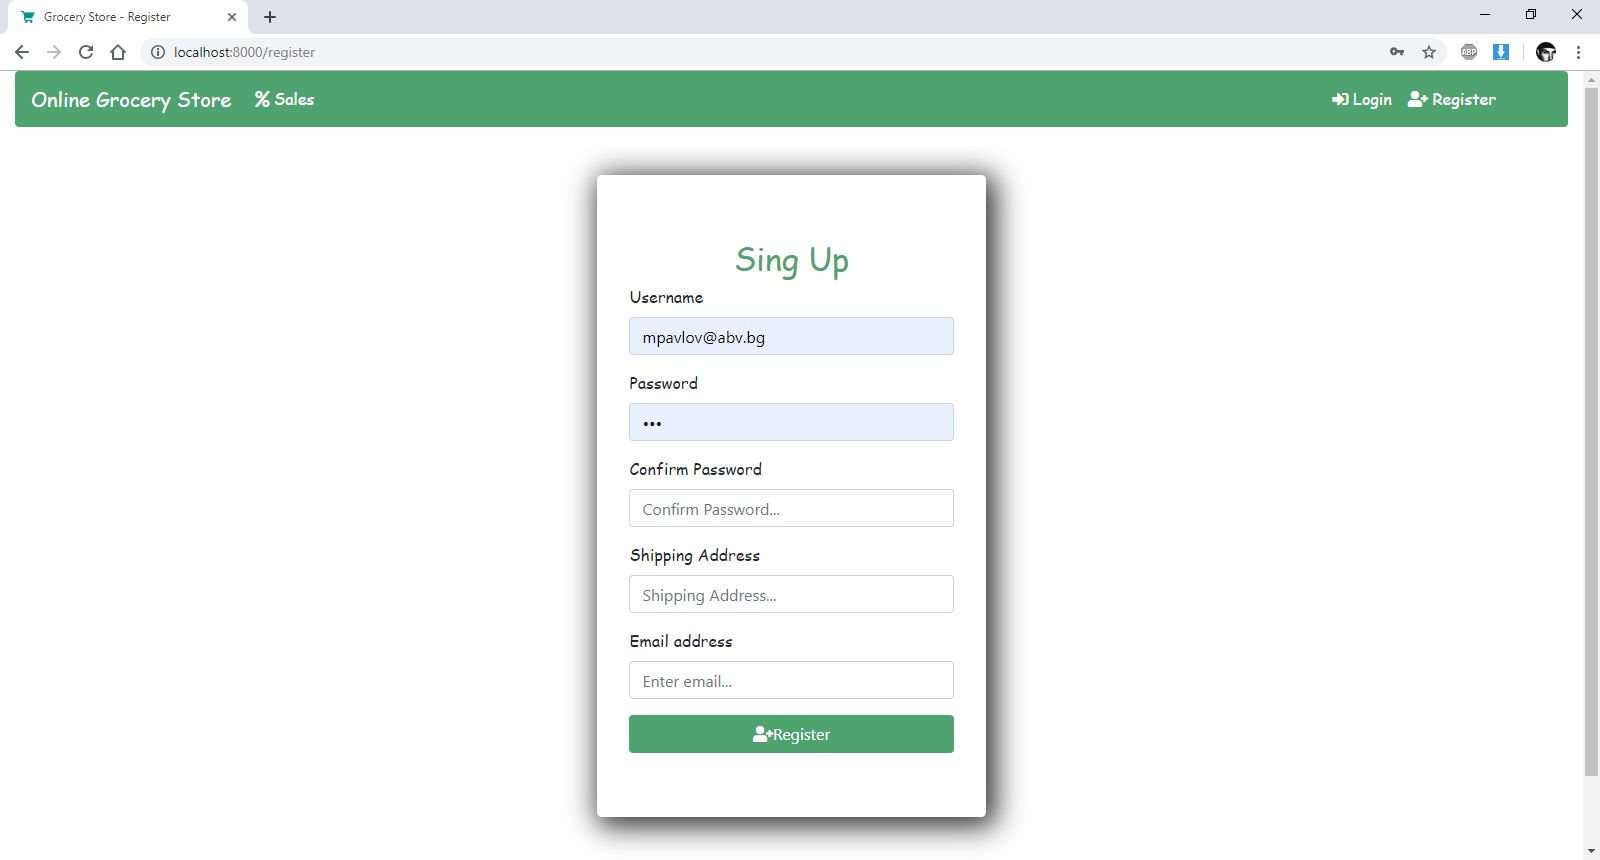 Grocery Store - Register
localhost:8000/register
ABP
Online Grocery Store
Sales
Login
Register
Sing Up
Username
mpavlov@abv.bg
Password
•••
Confirm Password
Confirm Password...
Shipping Address
Shipping Address...
Email address
Enter email...
Register